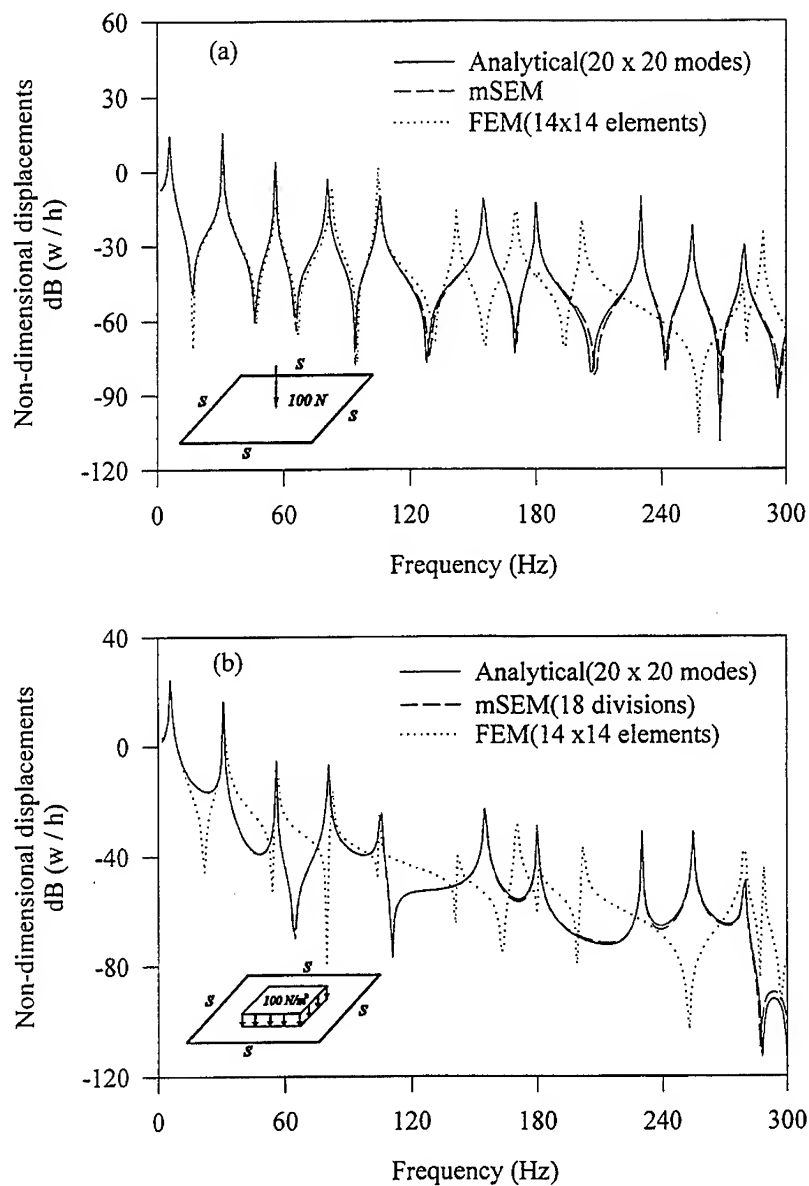 60
(a)
Analytical(20 x 20 modes)
mSEM
FEM(14x14 elements)
30
0
-30
-60
-90
-120
Non-dimensional displacements
dB (w / h)
s
100 N
s
s
s
0
60
120
180
240
300
Frequency (Hz)
40
(b)
Analytical(20 x 20 modes)
mSEM(18 divisions)
FEM(14 x14 elements)
0
-40
-80
-120
Non-dimensional displacements
dB (w / h)
s
100 N/m²
s
s
s
0
60
120
180
240
300
Frequency (Hz)